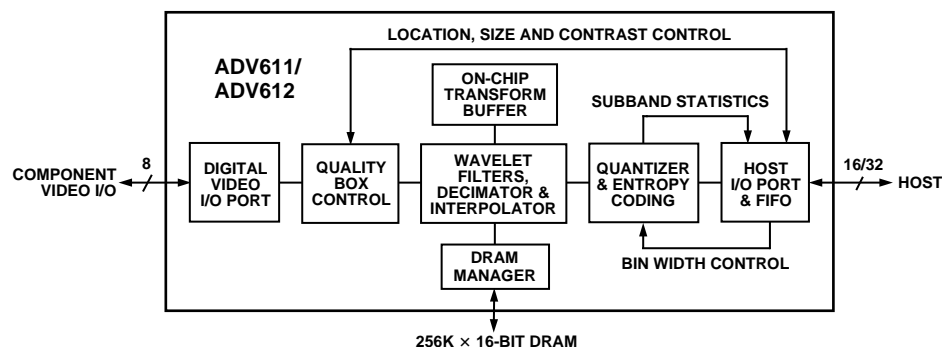 LOCATION, SIZE AND CONTRAST CONTROL
ADV611/
ADV612
ON-CHIP
TRANSFORM
BUFFER
SUBBAND STATISTICS
COMPONENT
VIDEO I/O
8
DIGITAL
VIDEO
I/O PORT
QUALITY
BOX
CONTROL
WAVELET
FILTERS,
DECIMATOR &
INTERPOLATOR
QUANTIZER
& ENTROPY
CODING
HOST
I/O PORT
& FIFO
16/32
HOST
DRAM
MANAGER
BIN WIDTH CONTROL
256K × 16-BIT DRAM